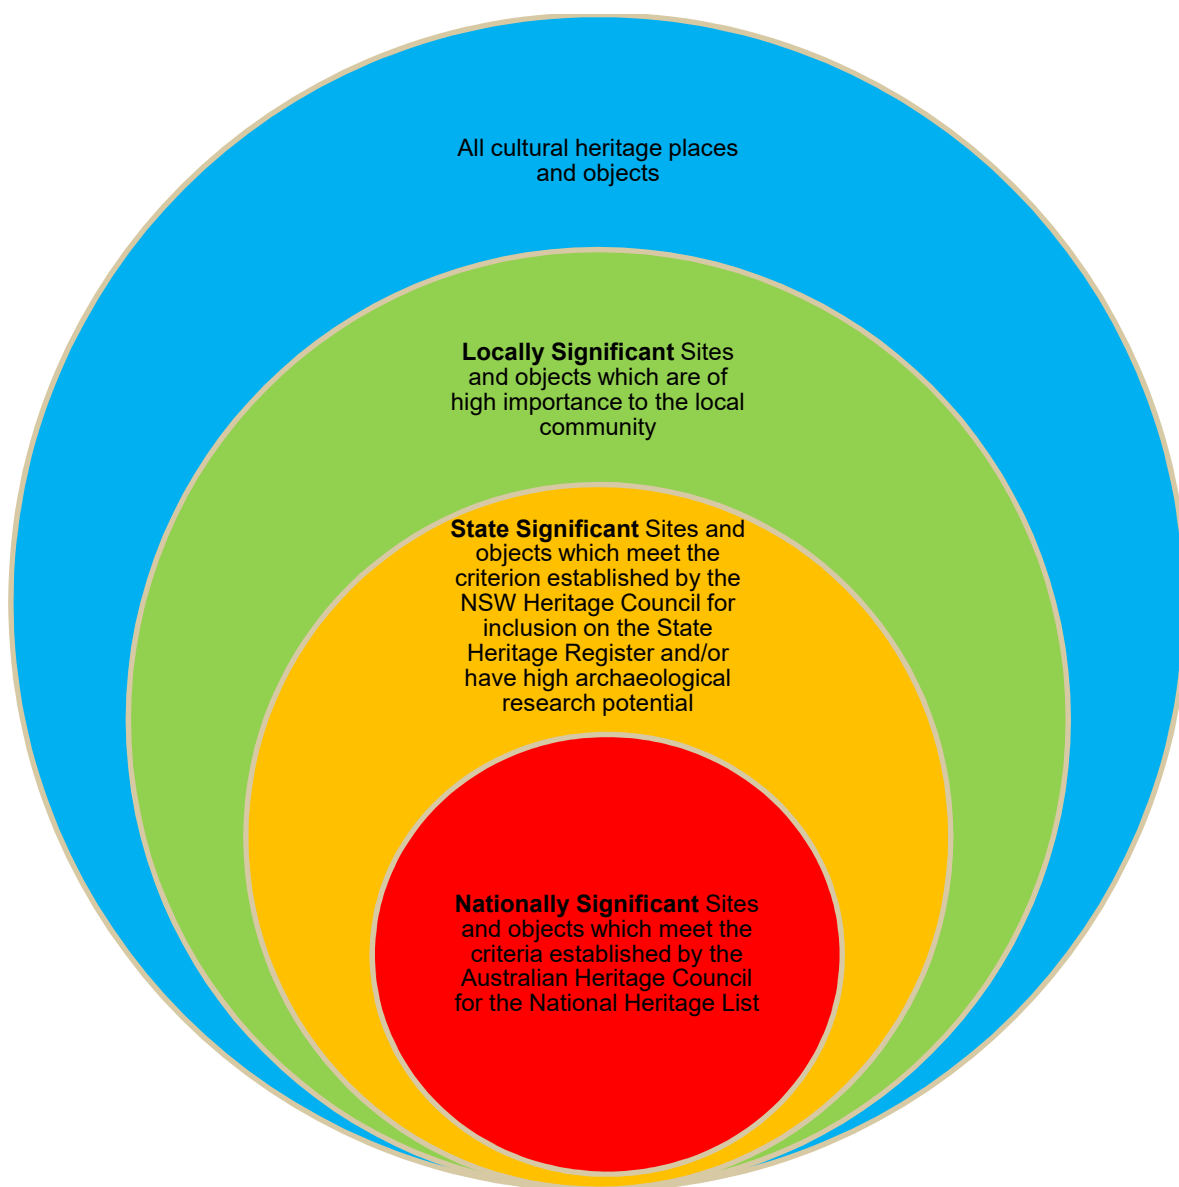 All cultural heritage places
and objects
Locally Significant Sites
and objects which are of
high importance to the local
community
State Significant Sites and
objects which meet the
criterion established by the
NSW Heritage Council for
inclusion on the State
Heritage Register and/or
have high archaeological
research potential
Nationally Significant Sites
and objects which meet the
criteria established by the
Australian Heritage Council
for the National Heritage List